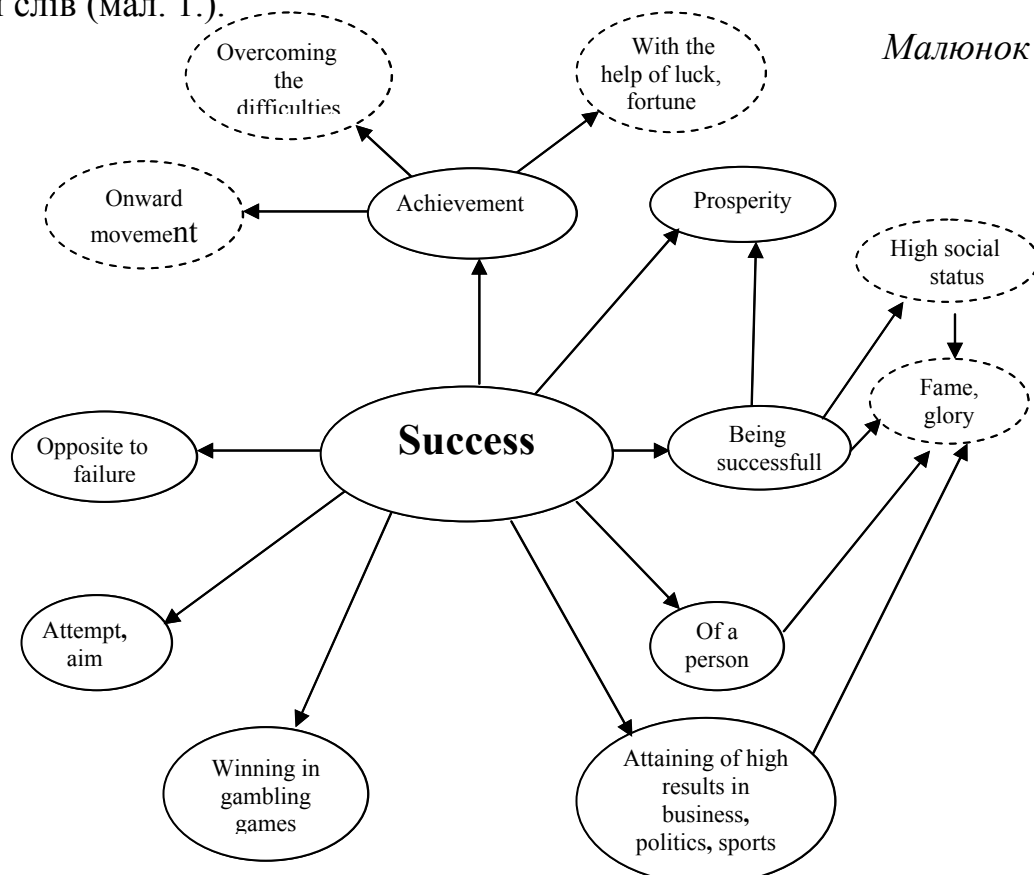 слів (мал. 1.).
Малюнок
Overcoming
the
difficulties
With the
help of luck,
fortune
Onward
movement
Achievement
Prosperity
High social
status
Fame,
glory
Success
Being
successfull
Opposite to
failure
Attempt,
aim
Of a
person
Winning in
gambling
games
Attaining of high
results in
business,
politics, sports